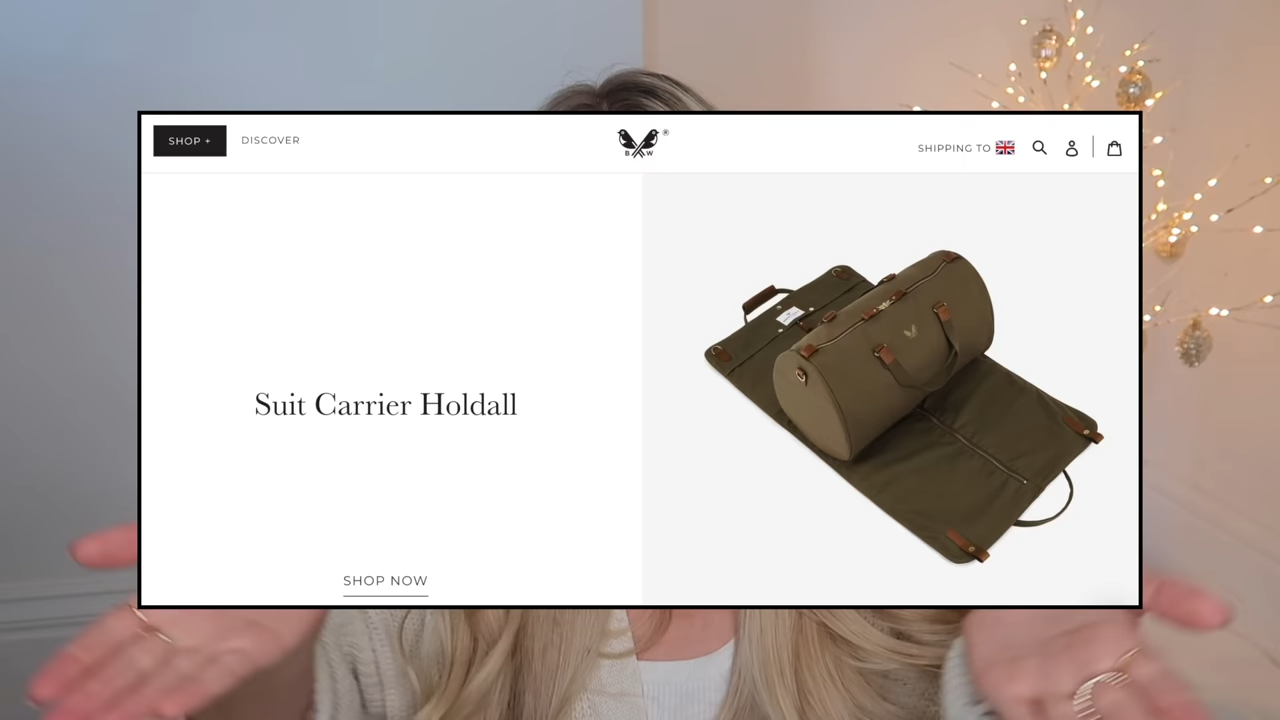 SHOP +
DISCOVER
B W
®
SHIPPING TO
Suit Carrier Holdall
SHOP NOW